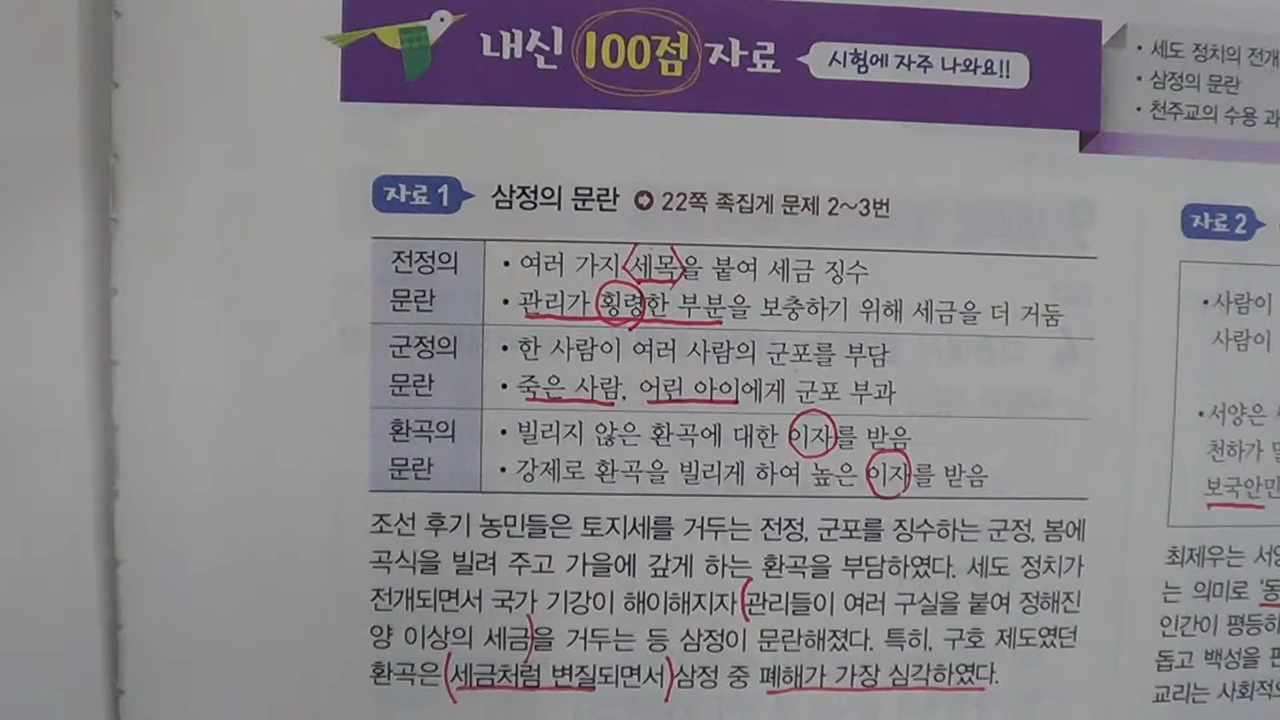 내신 100점 자료 시험에 자주 나와요!!
• 세도 정치의 전개
• 삼정의 문란
• 천주교의 수용 과
자료 1 삼정의 문란 22쪽 족집게 문제 2~3번
전정의 문란
• 여러 가지 세목을 붙여 세금 징수
• 관리가 횡령한 부분을 보충하기 위해 세금을 더 거둠
군정의 문란
• 한 사람이 여러 사람의 군포를 부담
• 죽은 사람, 어린 아이에게 군포 부과
환곡의 문란
• 빌리지 않은 환곡에 대한 이자를 받음
• 강제로 환곡을 빌리게 하여 높은 이자를 받음
조선 후기 농민들은 토지세를 거두는 전정, 군포를 징수하는 군정, 봄에
곡식을 빌려 주고 가을에 갚게 하는 환곡을 부담하였다. 세도 정치가
전개되면서 국가 기강이 해이해지자 관리들이 여러 구실을 붙여 정해진
양 이상의 세금을 거두는 등 삼정이 문란해졌다. 특히, 구호 제도였던
환곡은 세금처럼 변질되면서 삼정 중 폐해가 가장 심각하였다.
자료 2
• 사람이
사람이
• 서양은
천하가
보국안민
최제우는 서양
는 의미로 '동
인간이 평등하
돕고 백성을 편
교리는 사회적